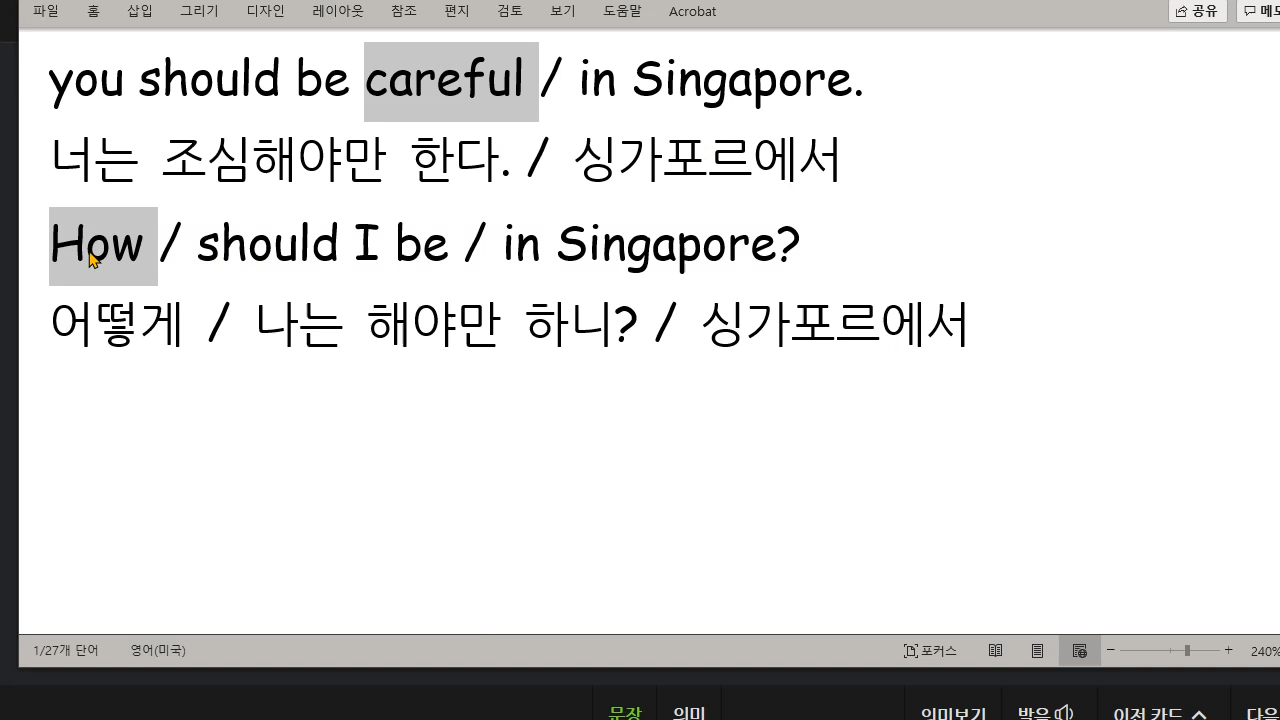 파일 홈 삽입 그리기 디자인 레이아웃 참조 편지 검토 보기 도움말 Acrobat 공유
you should be careful / in Singapore.
너는 조심해야만 한다. / 싱가포르에서
How / should I be / in Singapore?
어떻게 / 나는 해야만 하니? / 싱가포르에서
1/27개 단어 영어(미국) 포커스 240%
문장 의미 의미보기 발음 이전 카드 다음